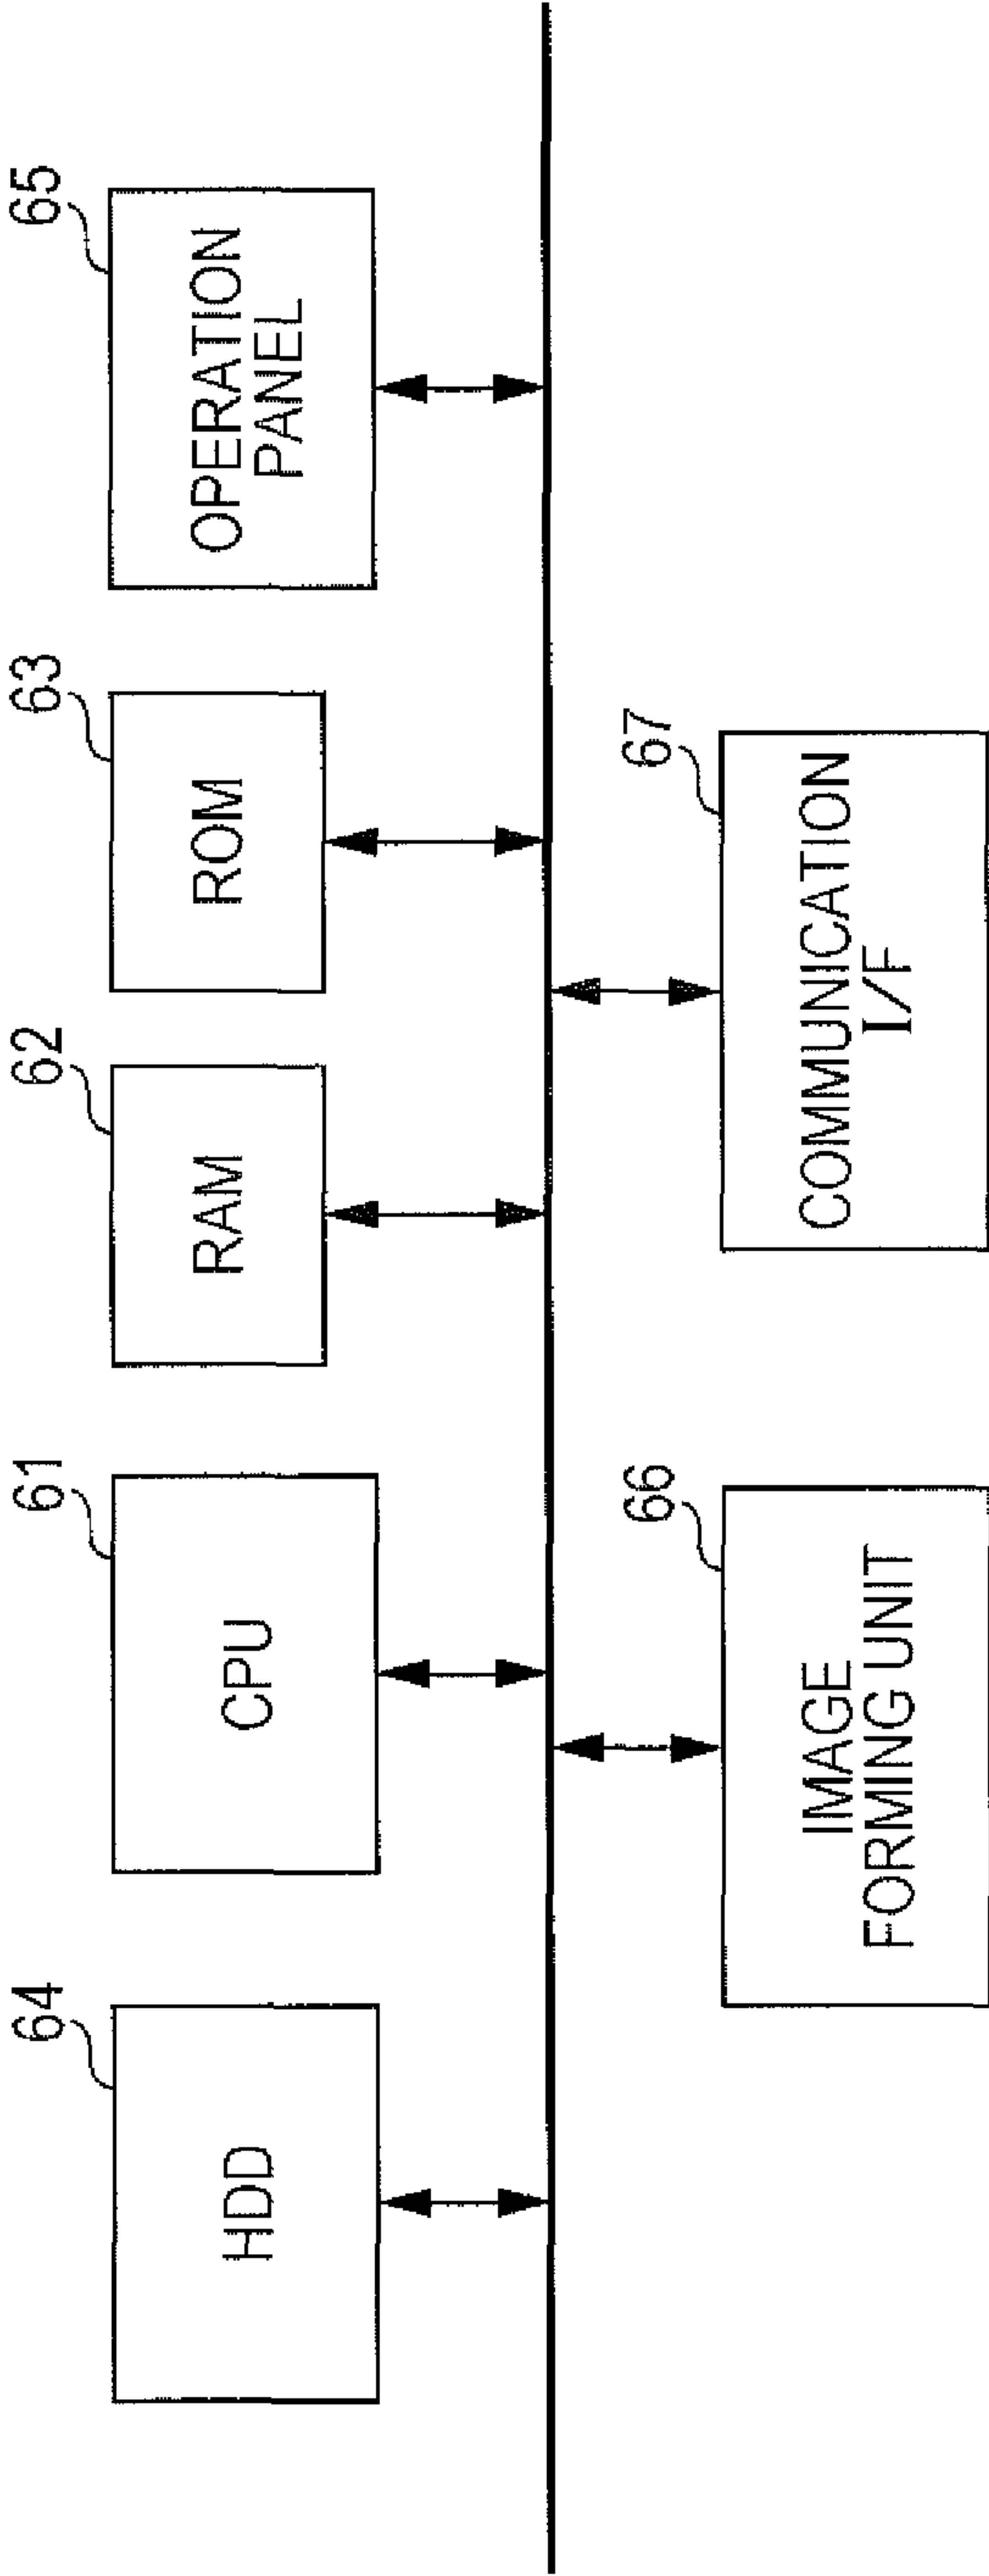 64
HDD
61
CPU
62
RAM
63
ROM
65
OPERATION
PANEL
66
IMAGE
FORMING UNIT
67
COMMUNICATION
I/F